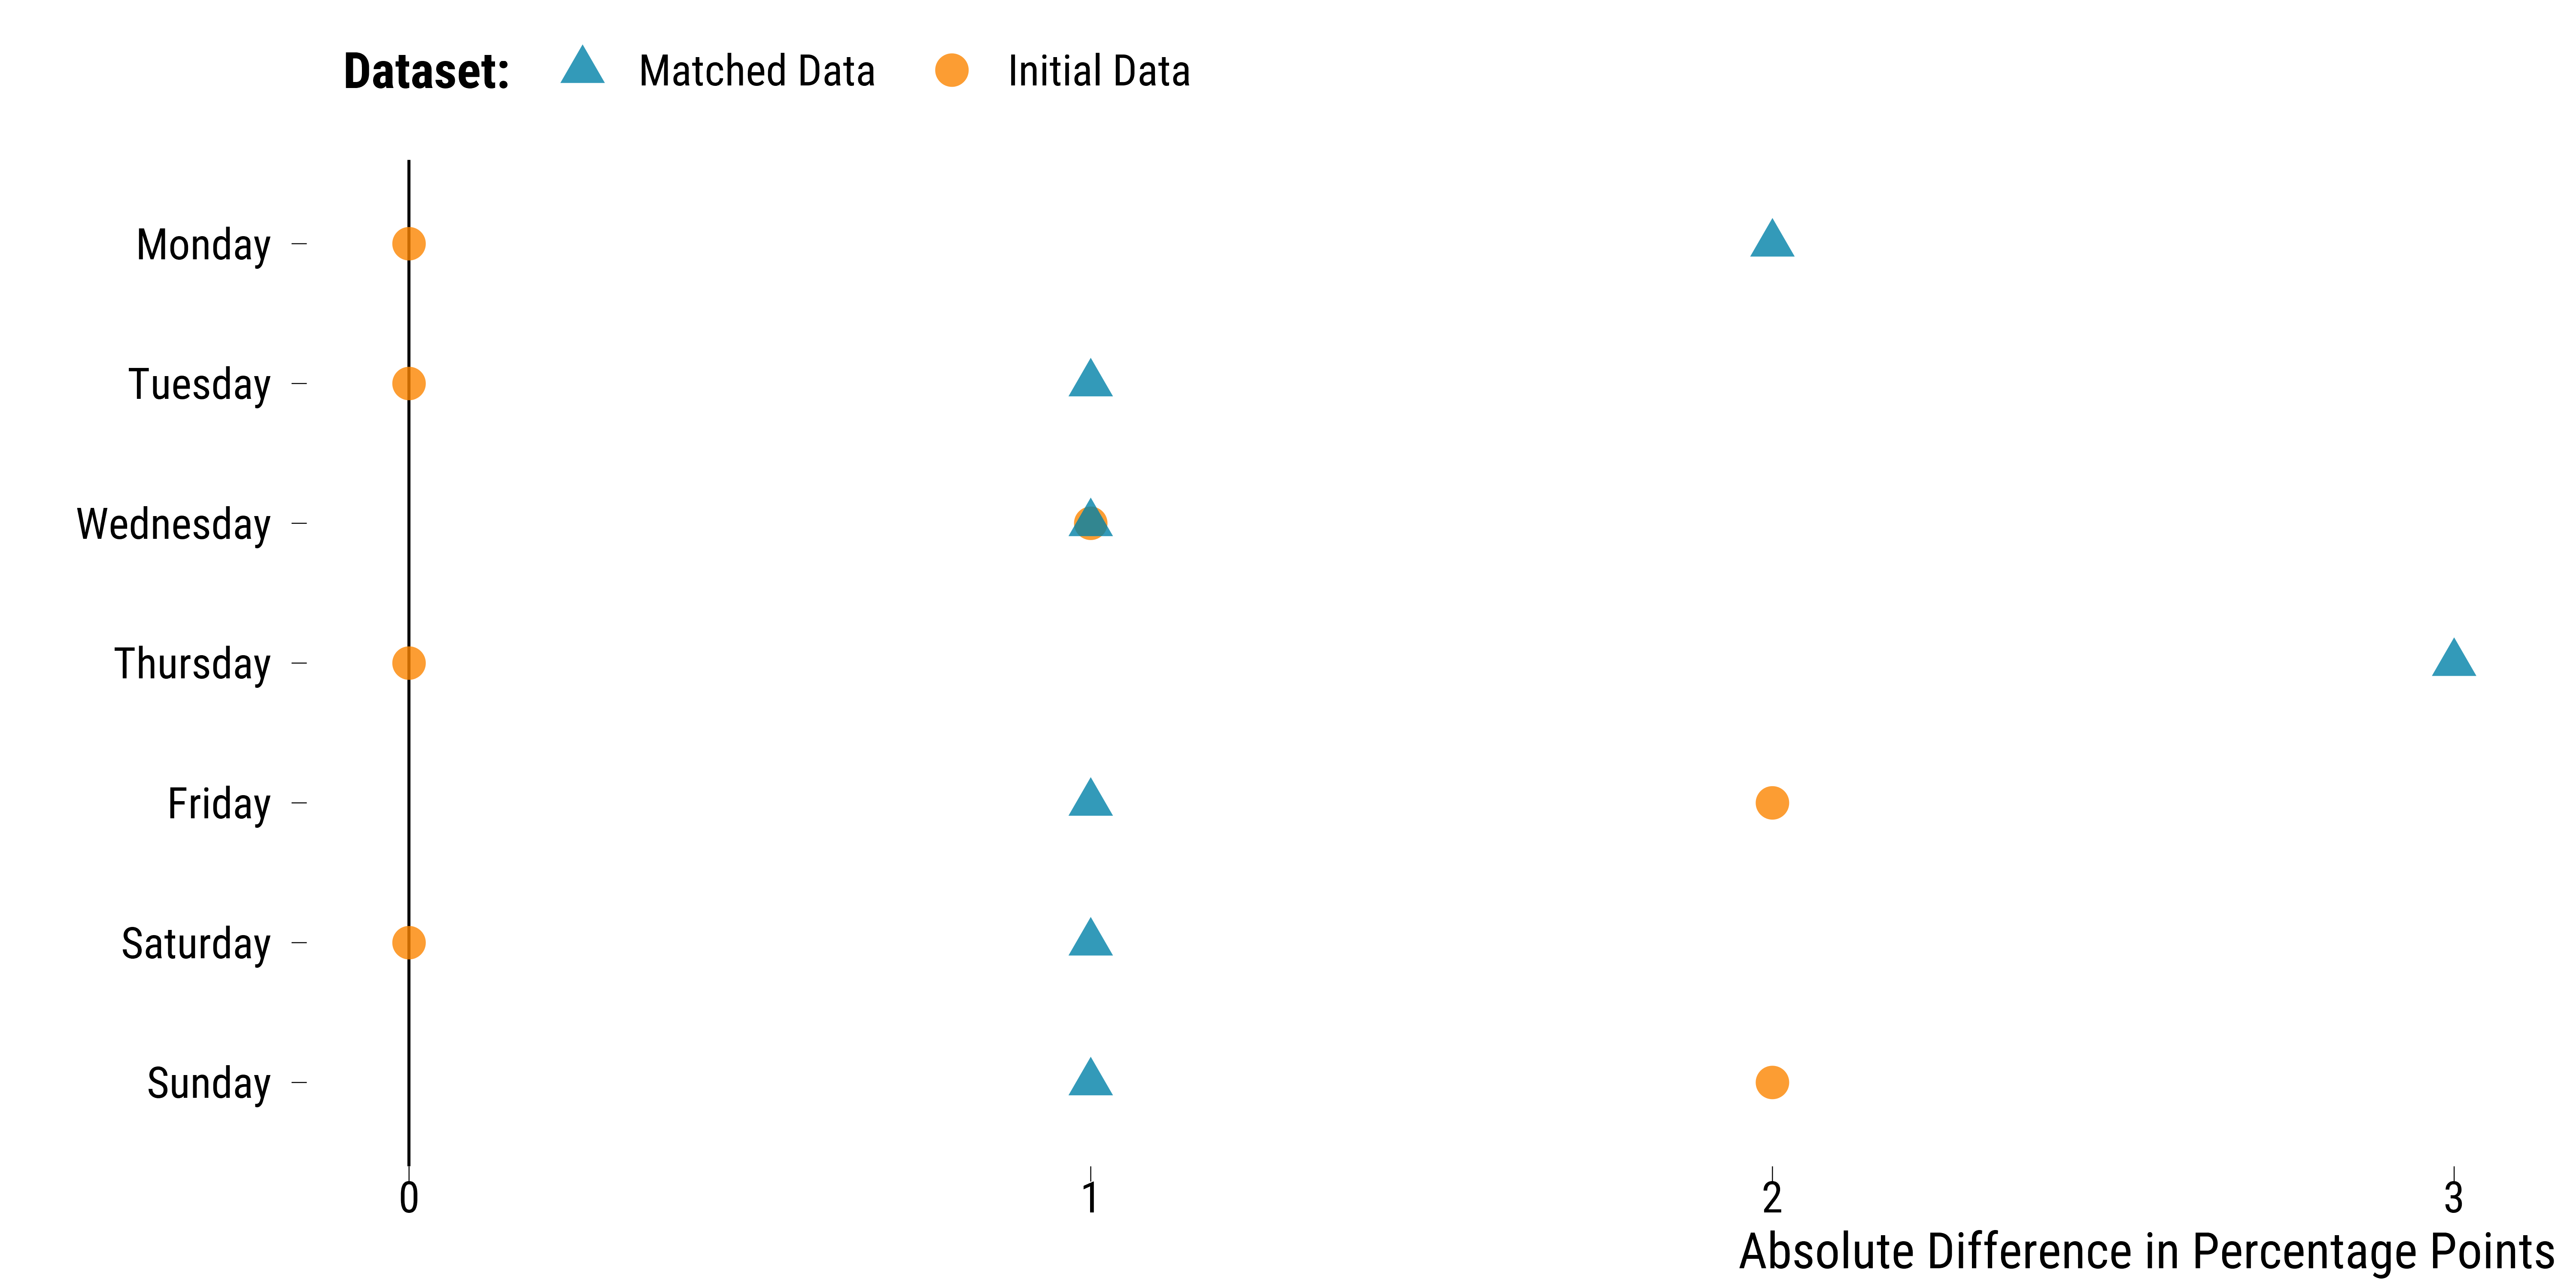 Dataset: Matched Data Initial Data
Monday
Tuesday
Wednesday
Thursday
Friday
Saturday
Sunday
0 1 2 3
Absolute Difference in Percentage Points